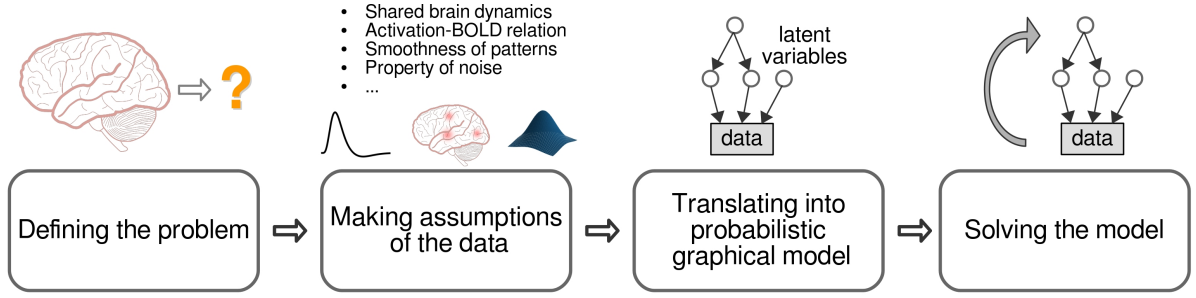 ?
• Shared brain dynamics
• Activation-BOLD relation
• Smoothness of patterns
• Property of noise
• ...
latent
variables
data
data
Defining the problem
Making assumptions
of the data
Translating into
probabilistic
graphical model
Solving the model